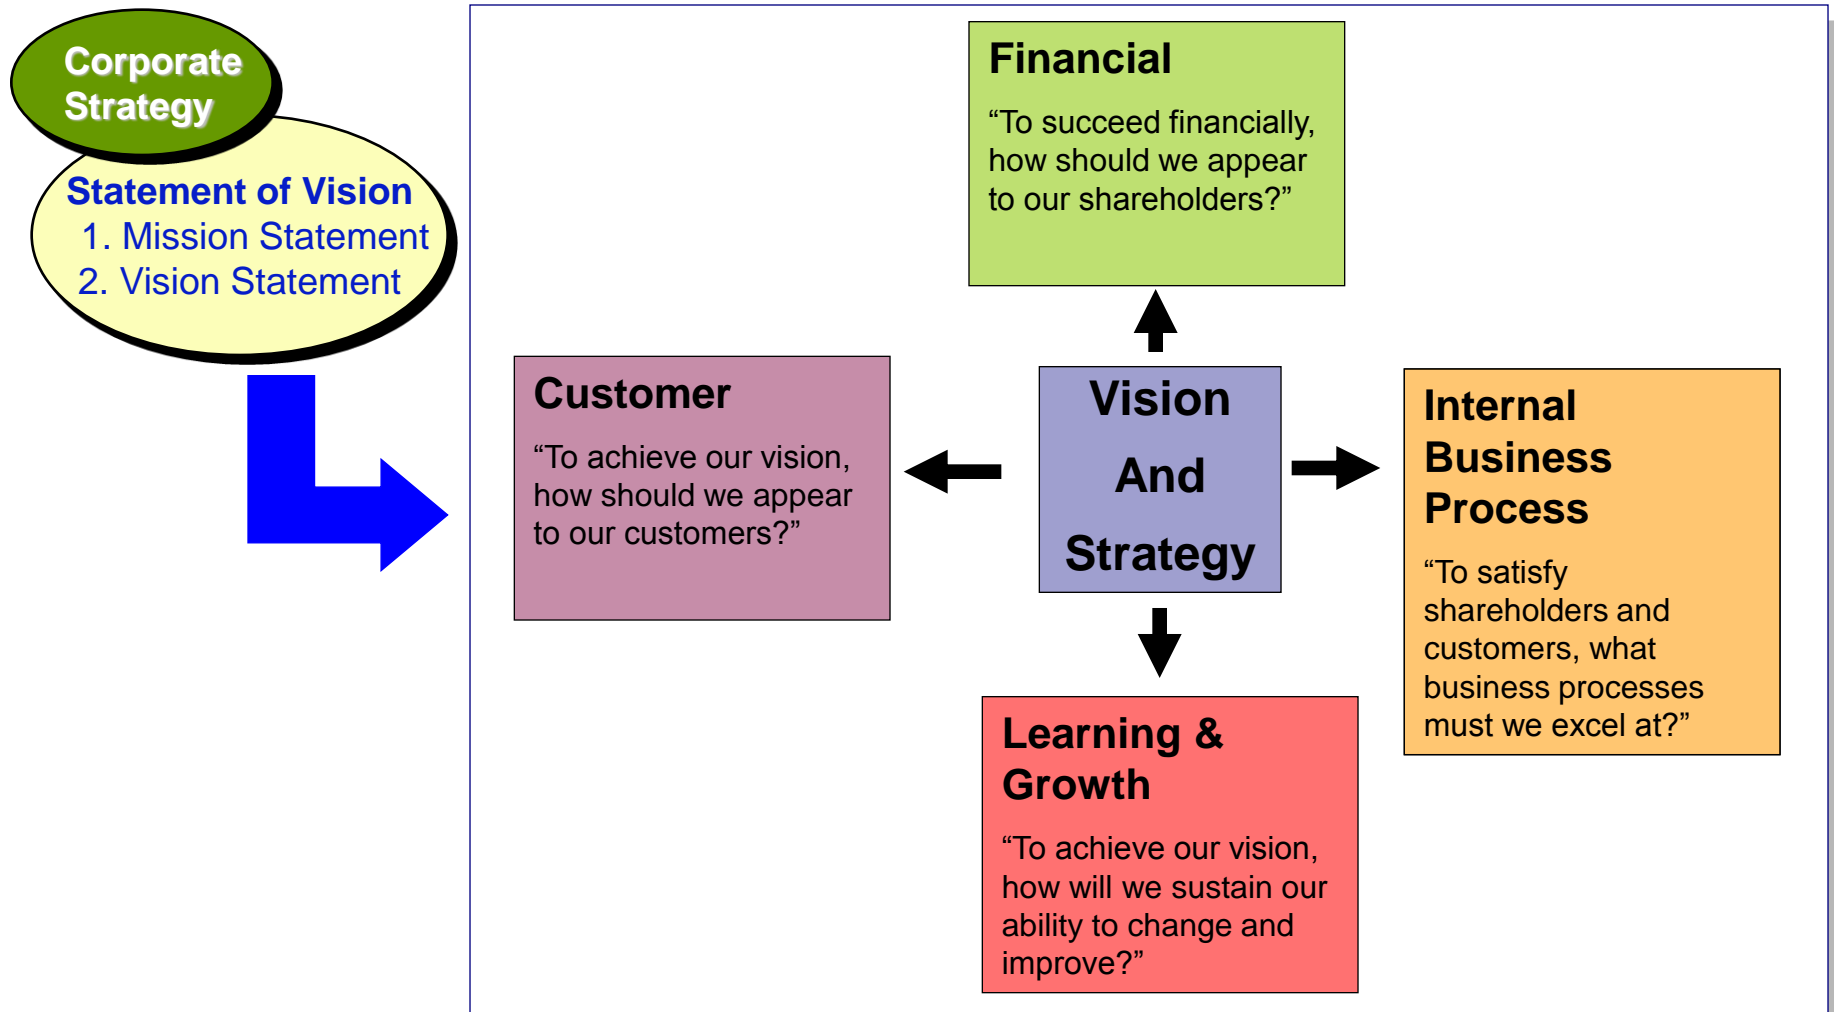 Corporate
Strategy
Statement of Vision
1. Mission Statement
2. Vision Statement
Financial
“To succeed financially,
how should we appear
to our shareholders?”
Customer
“To achieve our vision,
how should we appear
to our customers?”
Vision
And
Strategy
Internal
Business
Process
“To satisfy
shareholders and
customers, what
business processes
must we excel at?”
Learning &
Growth
“To achieve our vision,
how will we sustain our
ability to change and
improve?”